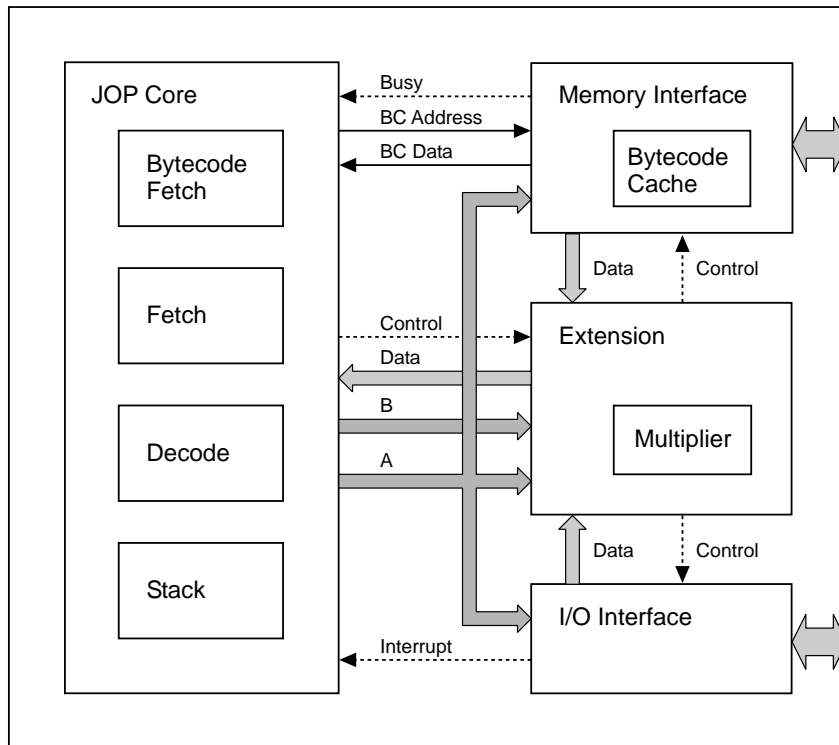 JOP Core
Bytecode
Fetch
Fetch
Decode
Stack
Busy
BC Address
BC Data
Control
Data
B
A
Interrupt
Memory Interface
Bytecode
Cache
Data
Control
Extension
Multiplier
Data
Control
I/O Interface